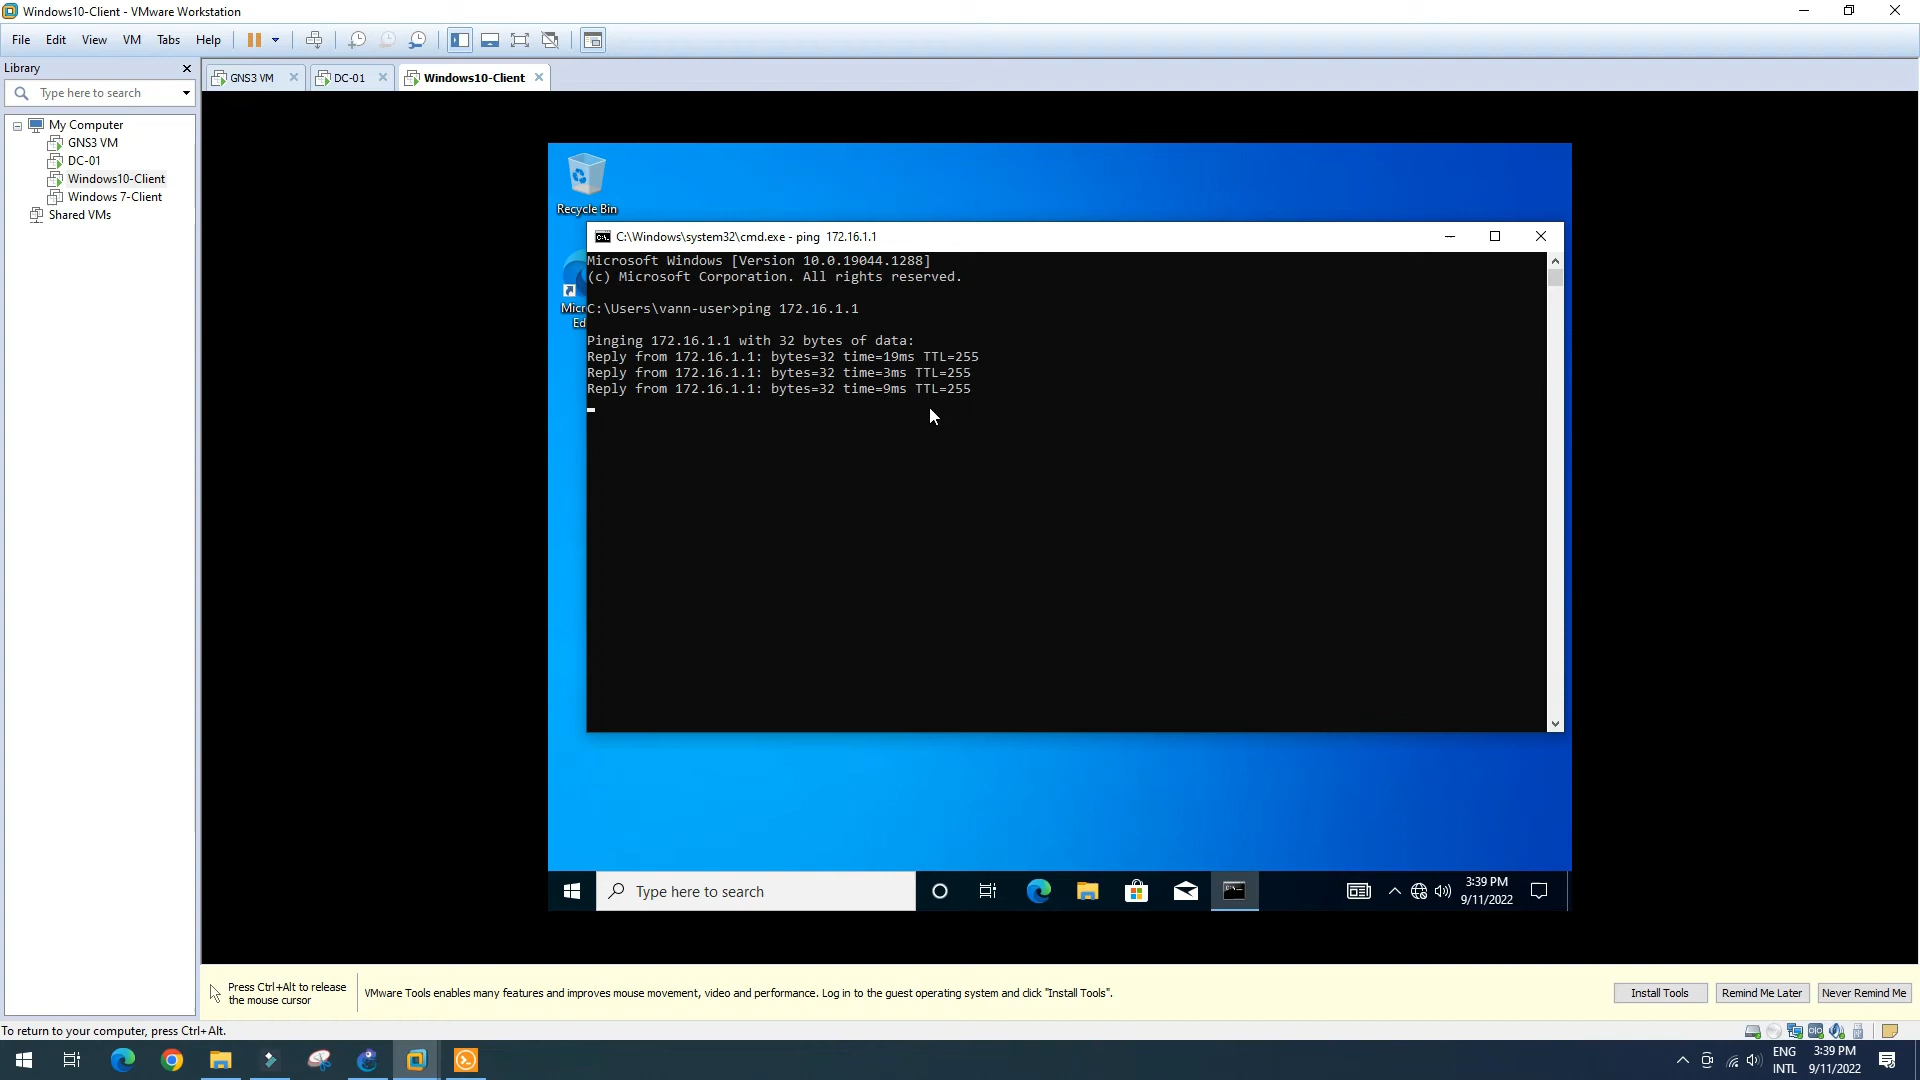 Windows10-Client - VMware Workstation
File Edit View VM Tabs Help
Library
GNS3 VM DC-01 Windows10-Client
Type here to search
My Computer
GNS3 VM
DC-01
Windows10-Client
Windows 7-Client
Shared VMs
Recycle Bin
C:\Windows\system32\cmd.exe - ping 172.16.1.1
Microsoft Windows [Version 10.0.19044.1288]
(c) Microsoft Corporation. All rights reserved.
Micr
Ed
C:\Users\vann-user>ping 172.16.1.1
Pinging 172.16.1.1 with 32 bytes of data:
Reply from 172.16.1.1: bytes=32 time=19ms TTL=255
Reply from 172.16.1.1: bytes=32 time=3ms TTL=255
Reply from 172.16.1.1: bytes=32 time=9ms TTL=255
Type here to search
3:39 PM
9/11/2022
Press Ctrl+Alt to release
the mouse cursor
VMware Tools enables many features and improves mouse movement, video and performance. Log in to the guest operating system and click "Install Tools".
Install Tools Remind Me Later Never Remind Me
To return to your computer, press Ctrl+Alt.
ENG
INTL
3:39 PM
9/11/2022